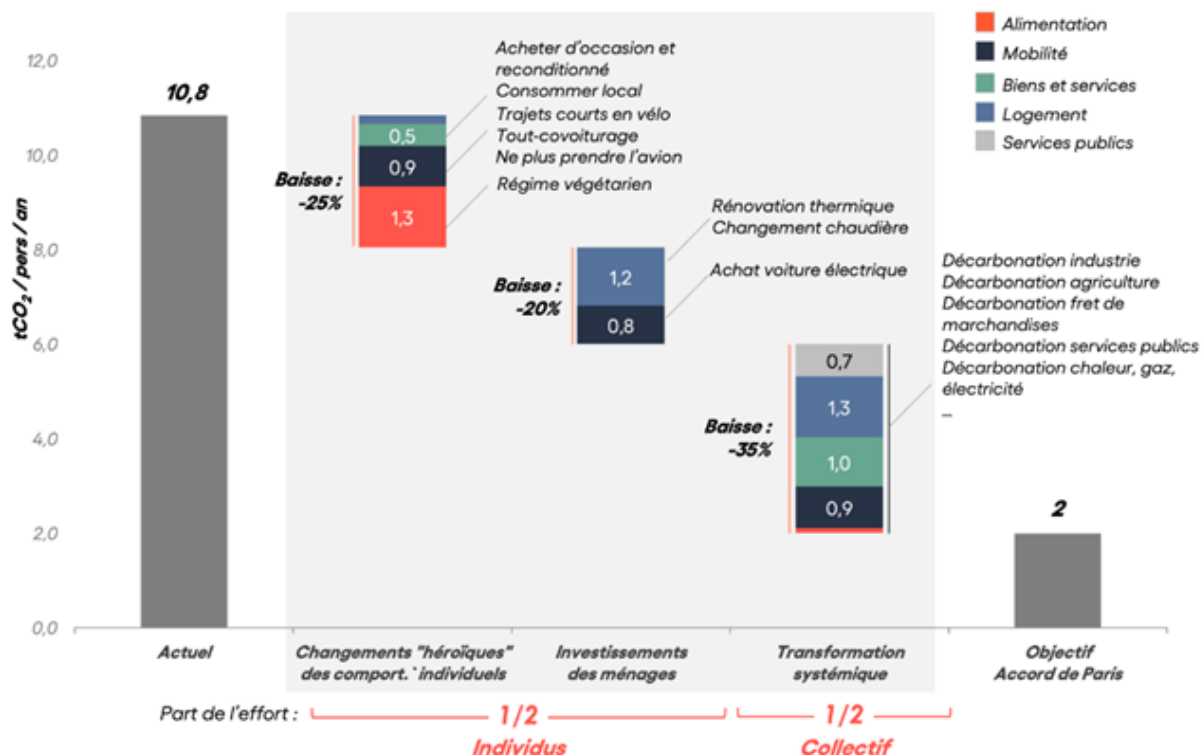 Alimentation
Mobilité
Biens et services
Logement
Services publics
tCO₂ / pers / an
12,0
10,0
8,0
6,0
4,0
2,0
0,0
10,8
Baisse :
-25%
0,5
0,9
1,3
Acheter d'occasion et
reconditionné
Consommer local
Trajets courts en vélo
Tout-covoiturage
Ne plus prendre l'avion
Régime végétarien
Baisse :
-20%
1,2
0,8
Rénovation thermique
Changement chaudière
Achat voiture électrique
Baisse :
-35%
0,7
1,3
1,0
0,9
Décarbonation industrie
Décarbonation agriculture
Décarbonation fret de
marchandises
Décarbonation services publics
Décarbonation chaleur, gaz,
électricité
...
2
Actuel
Changements "héroïques"
des comport.` individuels
Investissements
des ménages
Transformation
systémique
Objectif
Accord de Paris
Part de l'effort :
1/2
Individus
1/2
Collectif